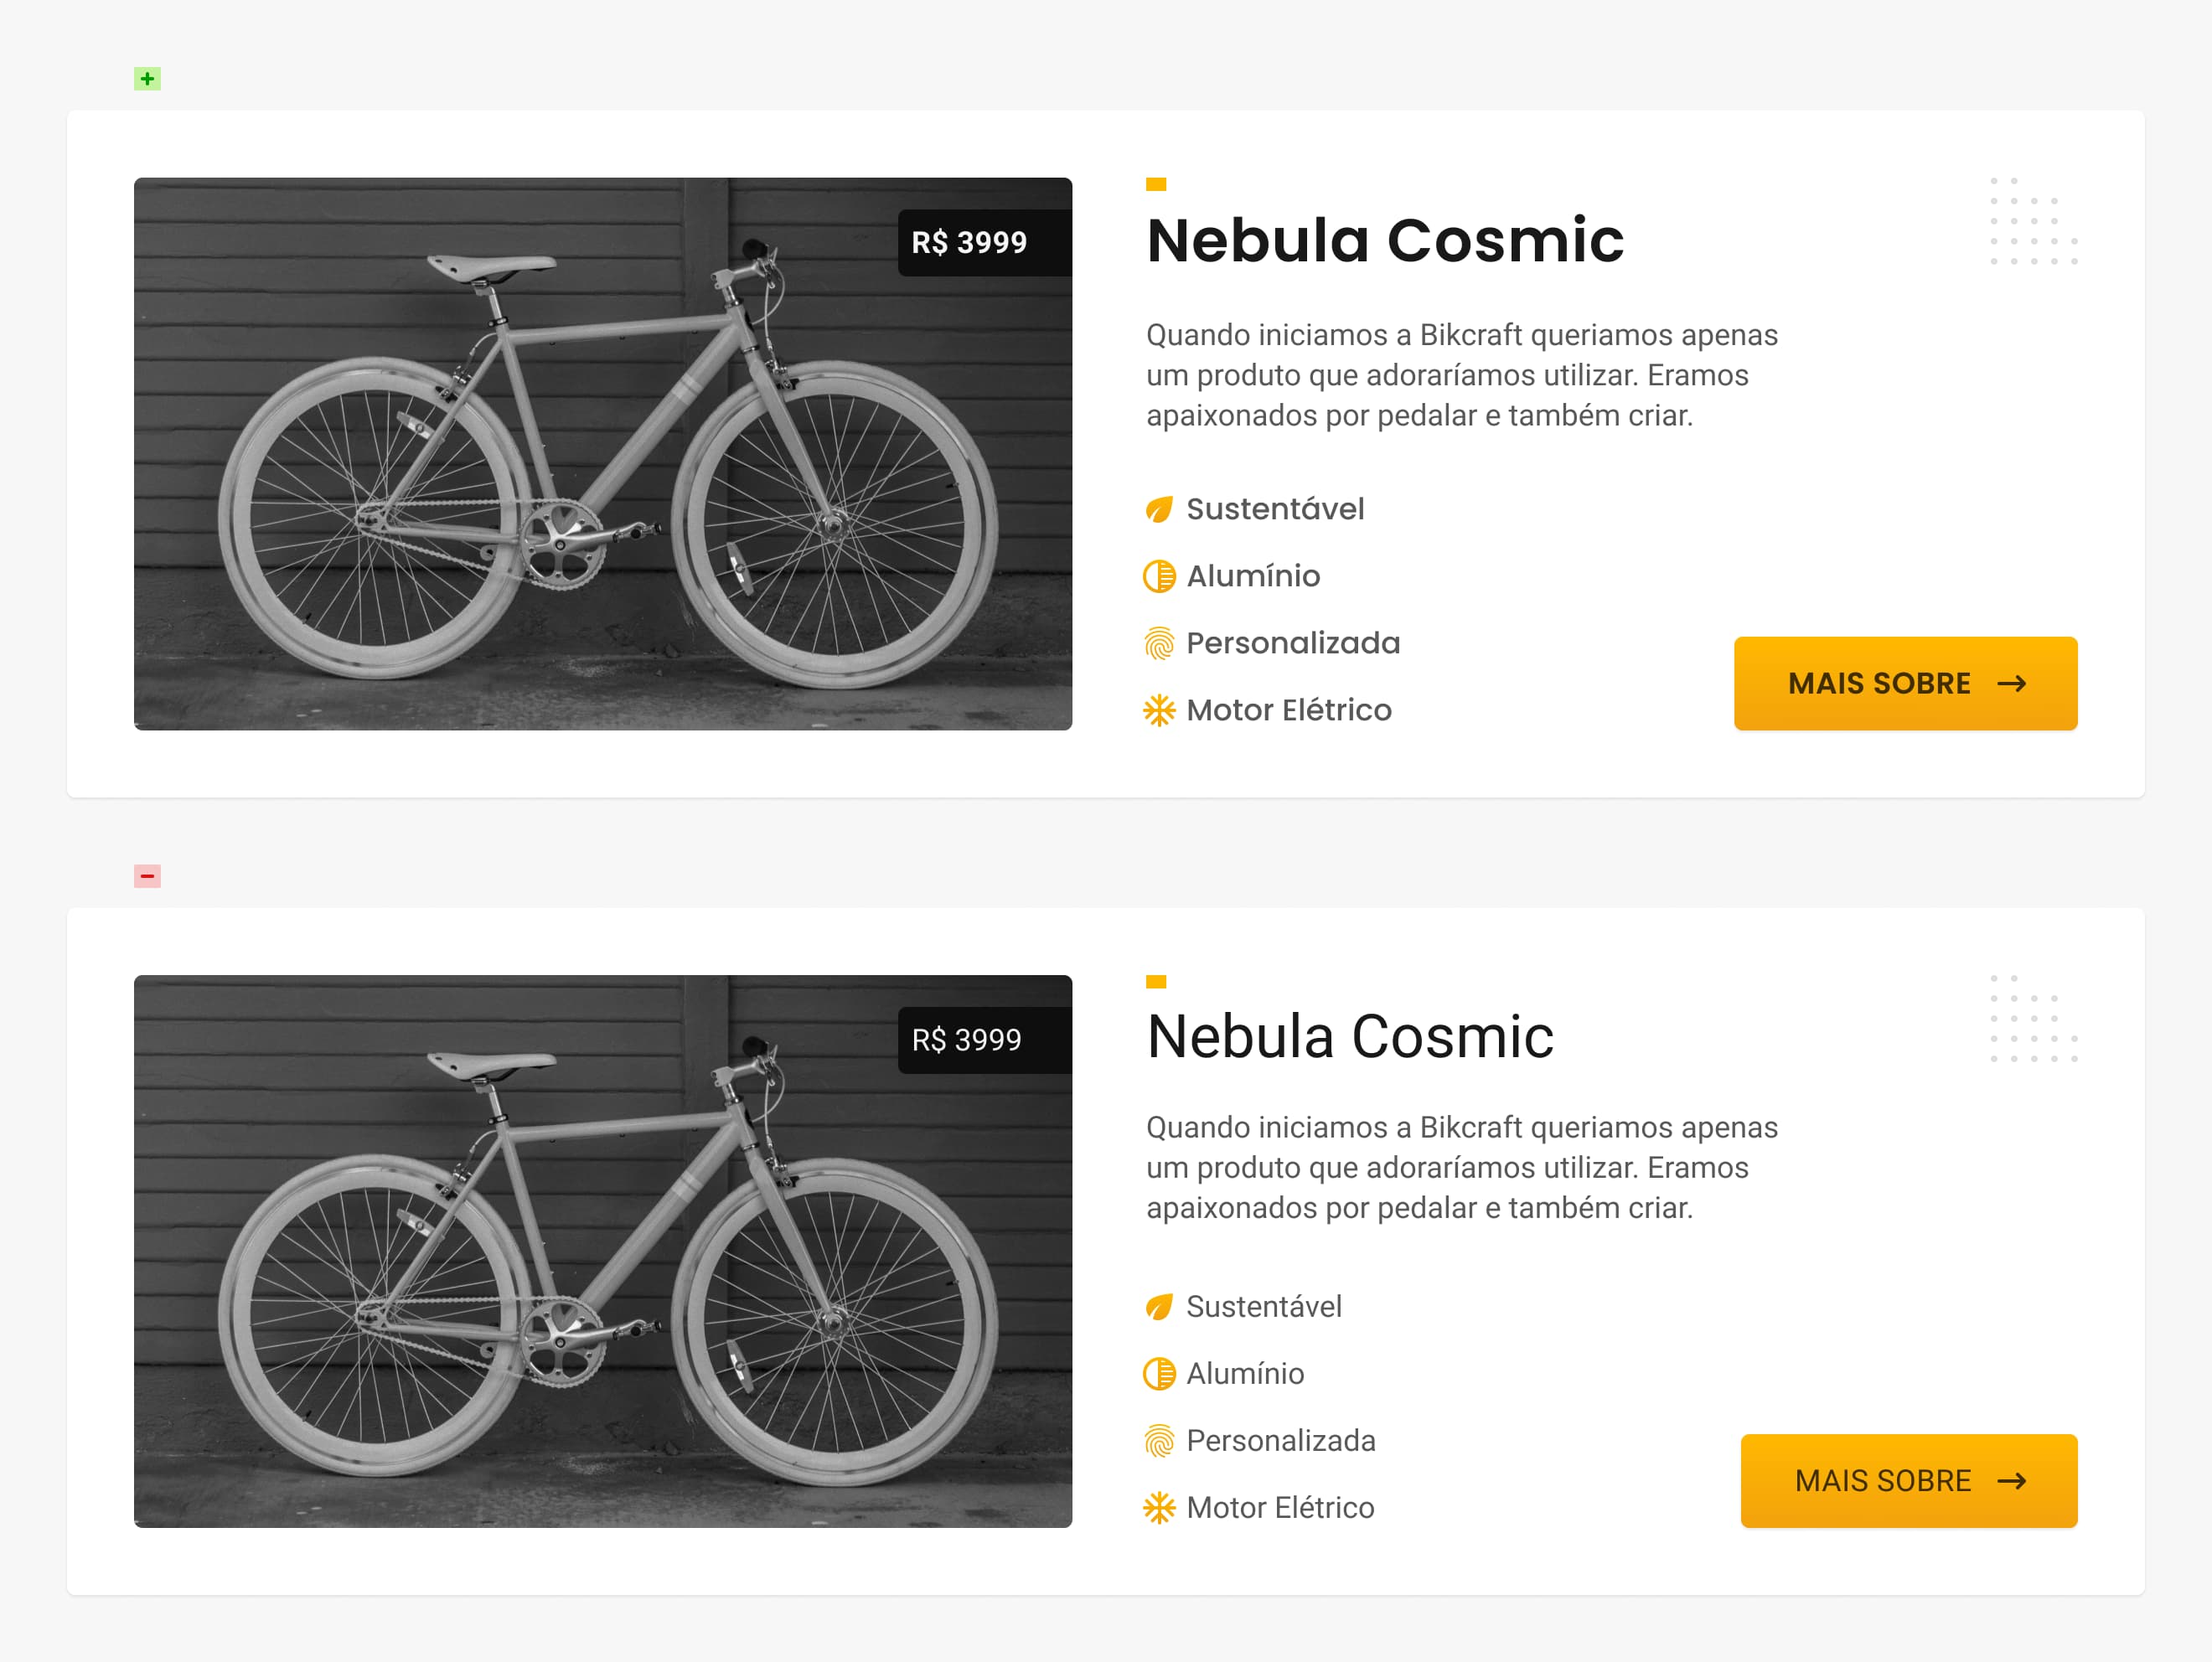 R$ 3999
Nebula Cosmic
Quando iniciamos a Bikcraft queriamos apenas
um produto que adoraríamos utilizar. Eramos
apaixonados por pedalar e também criar.
Sustentável
Alumínio
Personalizada
Motor Elétrico
MAIS SOBRE
R$ 3999
Nebula Cosmic
Quando iniciamos a Bikcraft queriamos apenas
um produto que adoraríamos utilizar. Eramos
apaixonados por pedalar e também criar.
Sustentável
Alumínio
Personalizada
Motor Elétrico
MAIS SOBRE